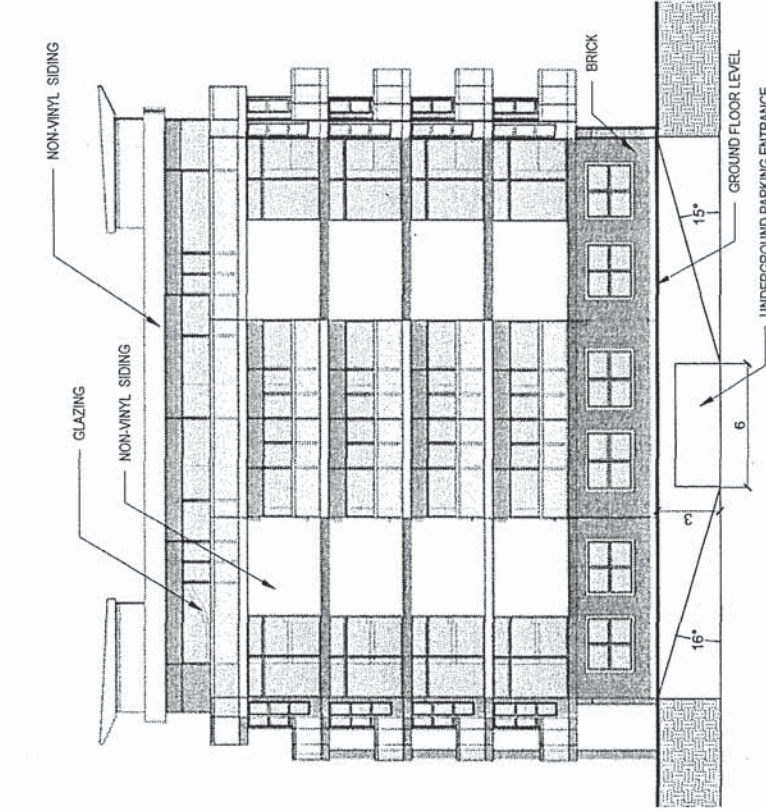 NON-VINYL SIDING
GLAZING
NON-VINYL SIDING
BRICK
GROUND FLOOR LEVEL
15°
UNDERGROUND PARKING ENTRANCE
6
3
16°